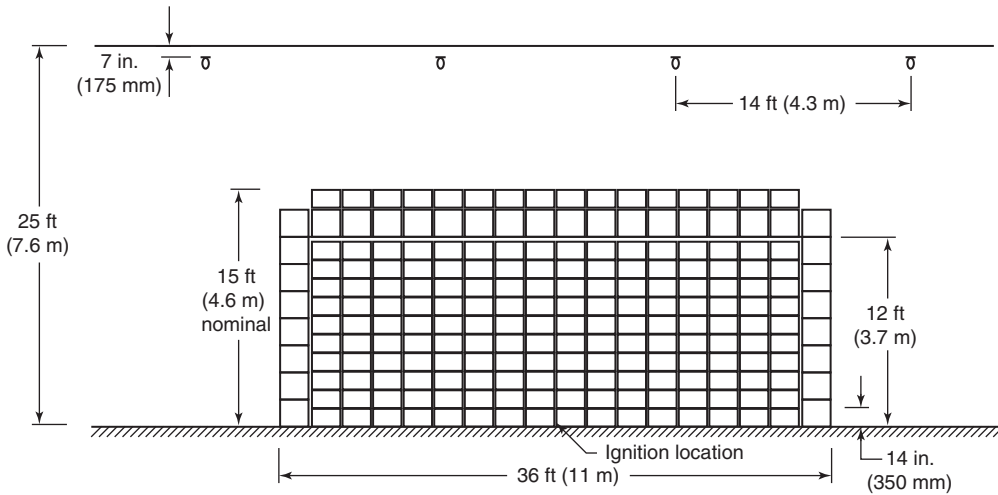 7 in.
(175 mm)
14 ft (4.3 m)
25 ft
(7.6 m)
15 ft
(4.6 m)
nominal
12 ft
(3.7 m)
Ignition location
36 ft (11 m)
14 in.
(350 mm)